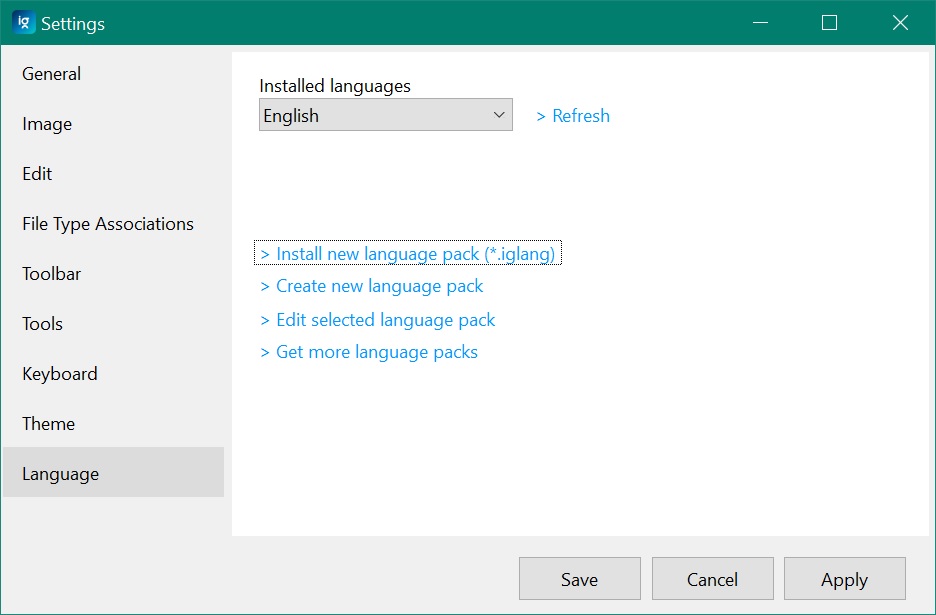 ig Settings
General
Image
Edit
File Type Associations
Toolbar
Tools
Keyboard
Theme
Language
Installed languages
English
> Refresh
> Install new language pack (*.iglang)
> Create new language pack
> Edit selected language pack
> Get more language packs
Save Cancel Apply